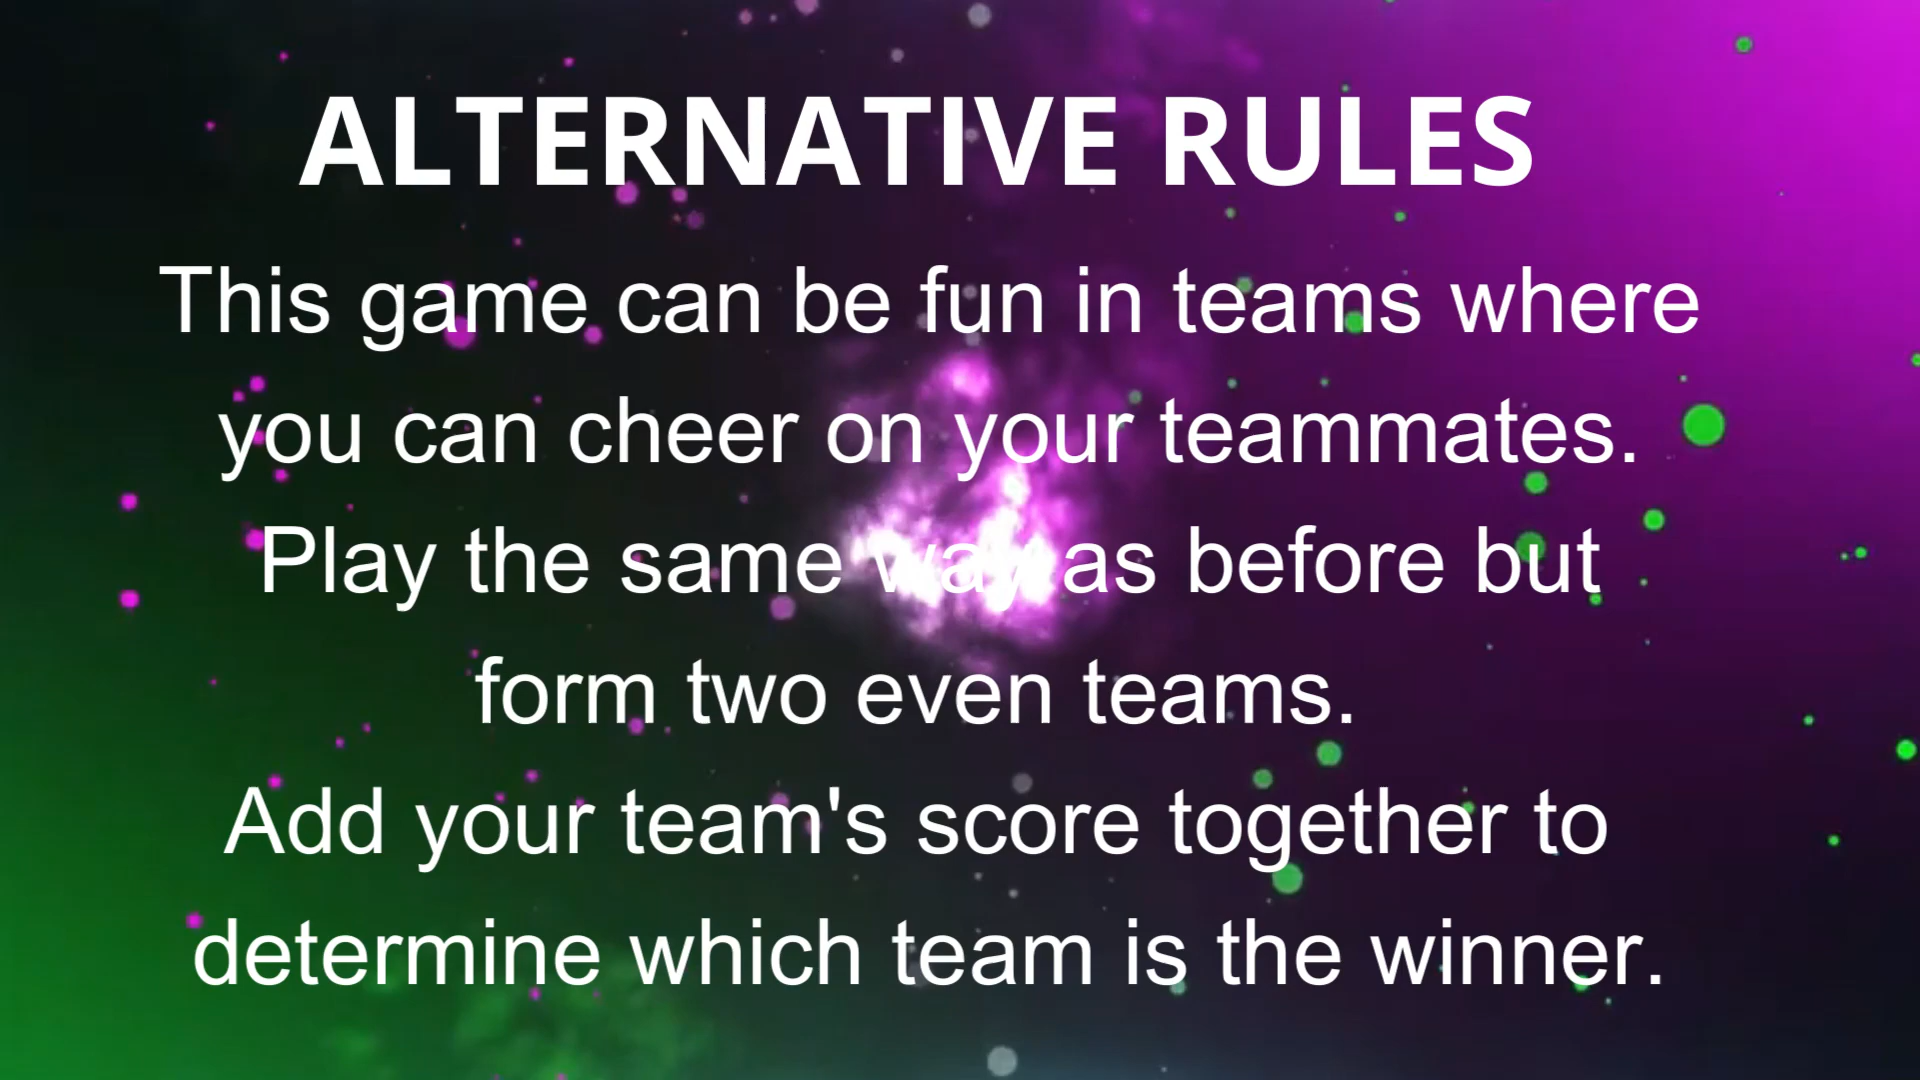 ALTERNATIVE RULES
This game can be fun in teams where
you can cheer on your teammates.
Play the same way as before but
form two even teams.
Add your team's score together to
determine which team is the winner.